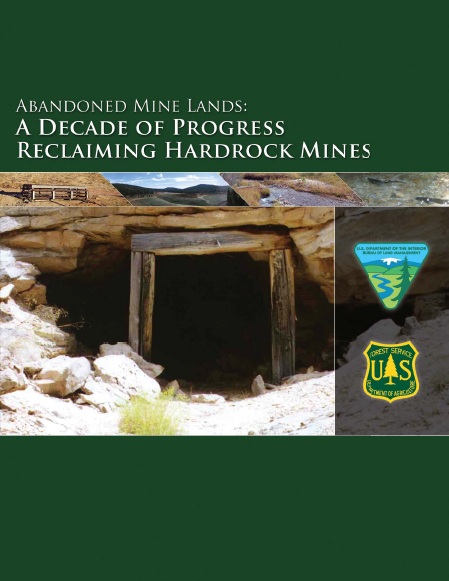 Abandoned Mine Lands:
A Decade of Progress
Reclaiming Hardrock Mines
U.S. DEPARTMENT OF THE INTERIOR
BUREAU OF LAND MANAGEMENT
FOREST SERVICE
U S
DEPARTMENT OF AGRICULTURE